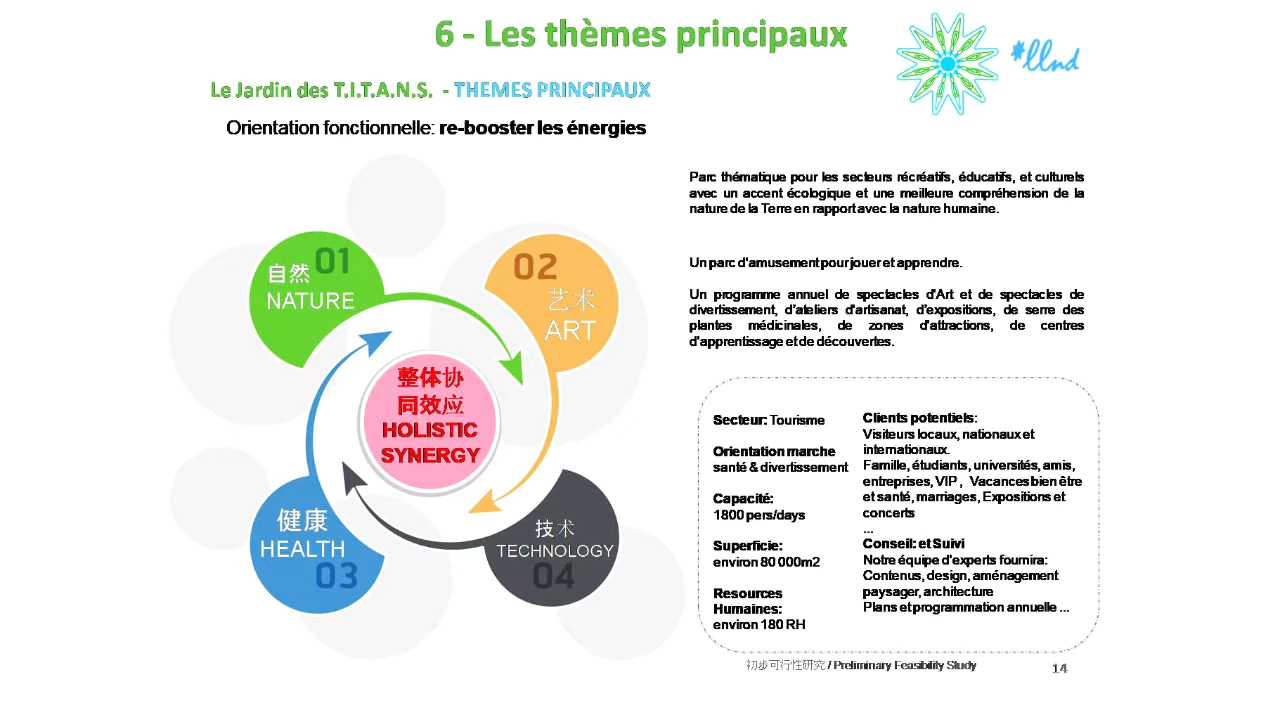 6 - Les thèmes principaux
*llnd
Le Jardin des T.I.T.A.N.S. - THEMES PRINCIPAUX
Orientation fonctionnelle: re-booster les énergies
01
自然
NATURE
02
艺术
ART
整体协
同效应
HOLISTIC
SYNERGY
健康
HEALTH
03
技术
TECHNOLOGY
04
Parc thématique pour les secteurs récréatifs, éducatifs, et culturels
avec un accent écologique et une meilleure compréhension de la
nature de la Terre en rapport avec la nature humaine.
Un parc d'amusement pour jouer et apprendre.
Un programme annuel de spectacles d'Art et de spectacles de
divertissement, d'ateliers d'artisanat, d'expositions, de serre des
plantes médicinales, de zones d'attractions, de centres
d'apprentissage et de découvertes.
Secteur: Tourisme
Orientation marche
santé & divertissement
Capacité:
1800 pers/days
Superficie:
environ 80 000m2
Resources
Humaines:
environ 180 RH
Clients potentiels:
Visiteurs locaux, nationaux et
internationaux.
Famille, étudiants, universités, amis,
entreprises, VIP , Vacances bien être
et santé, marriages, Expositions et
concerts
...
Conseil: et Suivi
Notre équipe d'experts fournira:
Contenus, design, aménagement
paysager, architecture
Plans et programmation annuelle ...
初步可行性研究 / Preliminary Feasibility Study
14